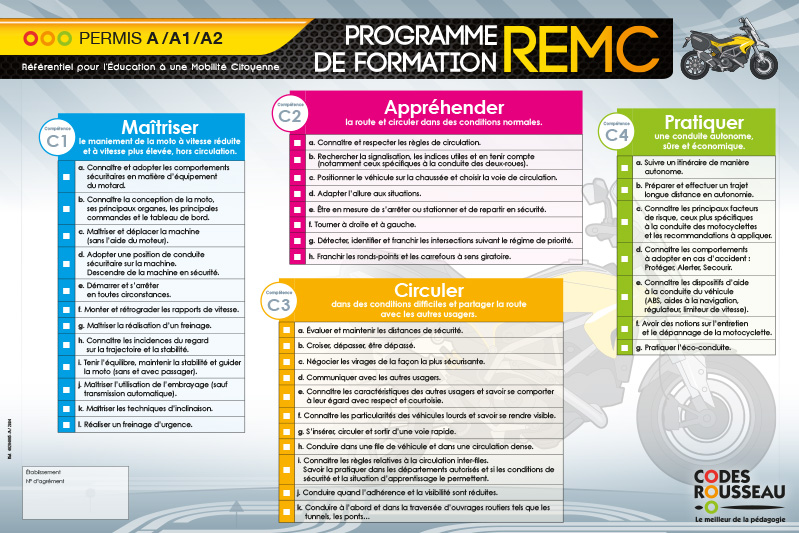 PERMIS A /A1/A2
Référentiel pour l'Éducation à une Mobilité Citoyenne
PROGRAMME
DE FORMATION
REMC
Compétence
C1
Maîtriser
le maniement de la moto à vitesse réduite
et à vitesse plus élevée, hors circulation.
a. Connaître et adopter les comportements
sécuritaires en matière d'équipement
du motard.
b. Connaître la conception de la moto,
ses principaux organes, les principales
commandes et le tableau de bord.
c. Maîtriser et déplacer la machine
(sans l'aide du moteur).
d. Adopter une position de conduite
sécuritaire sur la machine.
Descendre de la machine en sécurité.
e. Démarrer et s'arrêter
en toutes circonstances.
f. Monter et rétrograder les rapports de vitesse.
g. Maîtriser la réalisation d'un freinage.
h. Connaître les incidences du regard
sur la trajectoire et la stabilité.
i. Tenir l'équilibre, maintenir la stabilité et guider
la moto (sans et avec passager).
j. Maîtriser l'utilisation de l'embrayage (sauf
transmission automatique).
k. Maîtriser les techniques d'inclinaison.
l. Réaliser un freinage d'urgence.
Compétence
C2
Appréhender
la route et circuler dans des conditions normales.
a. Connaître et respecter les règles de circulation.
b. Rechercher la signalisation, les indices utiles et en tenir compte
(notamment ceux spécifiques à la conduite des deux-roues).
c. Positionner le véhicule sur la chaussée et choisir la voie de circulation.
d. Adapter l'allure aux situations.
e. Être en mesure de s'arrêter ou stationner et de repartir en sécurité.
f. Tourner à droite et à gauche.
g. Détecter, identifier et franchir les intersections suivant le régime de priorité.
h. Franchir les ronds-points et les carrefours à sens giratoire.
Compétence
C3
Circuler
dans des conditions difficiles et partager la route
avec les autres usagers.
a. Évaluer et maintenir les distances de sécurité.
b. Croiser, dépasser, être dépassé.
c. Négocier les virages de la façon la plus sécurisante.
d. Communiquer avec les autres usagers.
e. Connaître les caractéristiques des autres usagers et savoir se comporter
à leur égard avec respect et courtoisie.
f. Connaître les particularités des véhicules lourds et savoir se rendre visible.
g. S'insérer, circuler et sortir d'une voie rapide.
h. Conduire dans une file de véhicule et dans une circulation dense.
i. Connaître les règles relatives à la circulation inter-files.
Savoir la pratiquer dans les départements autorisés et si les conditions de
sécurité et la situation d'apprentissage le permettent.
j. Conduire quand l'adhérence et la visibilité sont réduites.
k. Conduire à l'abord et dans la traversée d'ouvrages routiers tels que les
tunnels, les ponts...
Compétence
C4
Pratiquer
une conduite autonome,
sûre et économique.
a. Suivre un itinéraire de manière
autonome.
b. Préparer et effectuer un trajet
longue distance en autonomie.
c. Connaître les principaux facteurs
de risque, ceux plus spécifiques
à la conduite des motocyclettes
et les recommandations à appliquer.
d. Connaître les comportements
à adopter en cas d'accident :
Protéger, Alerter, Secourir.
e. Connaître les dispositifs d'aide
à la conduite du véhicule
(ABS, aides à la navigation,
régulateur, limiteur de vitesse).
f. Avoir des notions sur l'entretien
et le dépannage de la motocyclette.
g. Pratiquer l'éco-conduite.
Établissement
N° d'agrément
CODES
ROUSSEAU
Le meilleur de la pédagogie